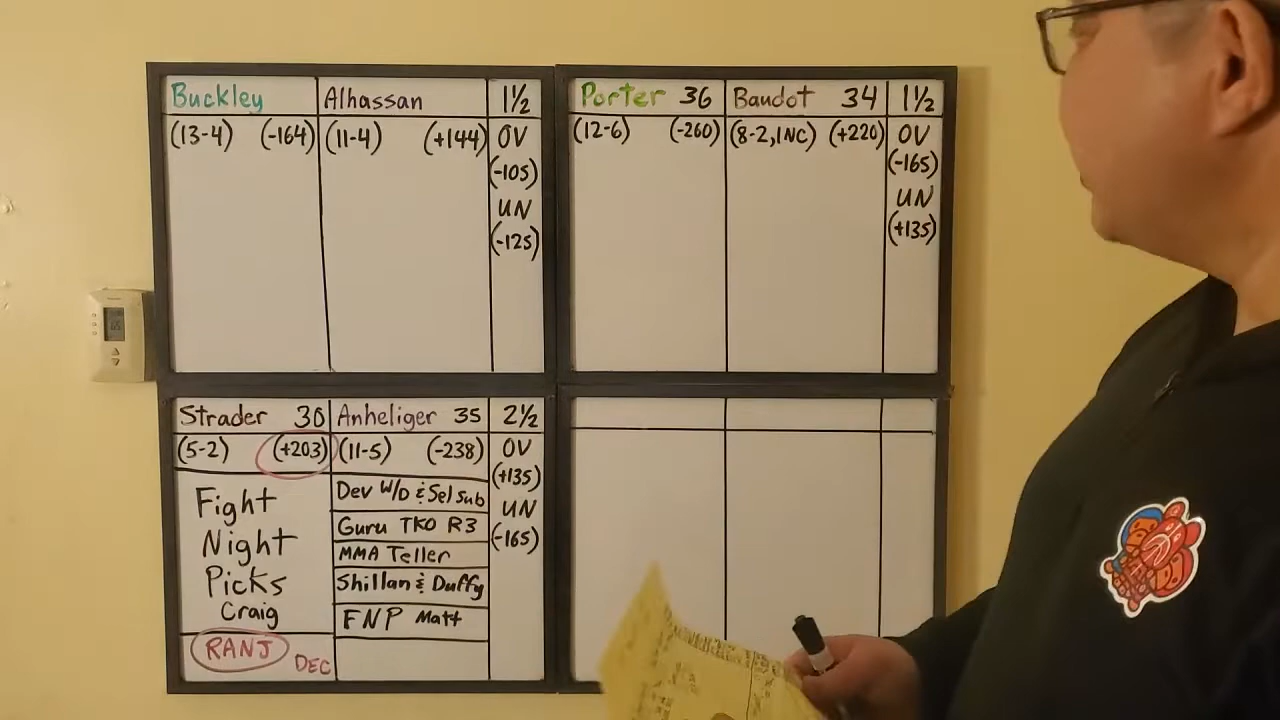 Buckley Alhassan 1½
(13-4) (-164) (11-4) (+144) OV
(-105)
UN
(-125)
Porter 36 Baudot 34 1½
(12-6) (-260) (8-2,1NC) (+220) OV
(-165)
UN
(+135)
Strader 30 Anheliger 35 2½
(5-2) (+203) (11-5) (-238) OV
(+135)
UN
(-165)
Fight
Night
Picks
Craig
RANJ DEC
Dev W/D & Sel Sub
Guru TKO R3
MMA Teller
Shillan & Duffy
FNP Matt